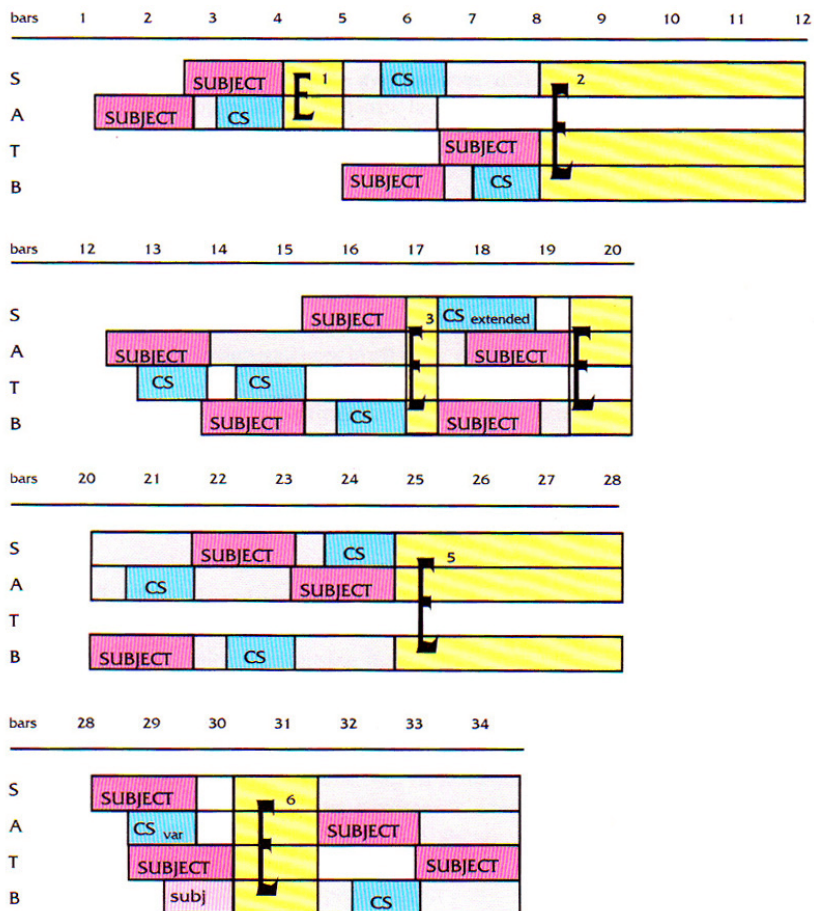 bars 1 2 3 4 5 6 7 8 9 10 11 12
S SUBJECT 1 CS 2
A SUBJECT CS
T SUBJECT
B SUBJECT CS
bars 12 13 14 15 16 17 18 19 20
S SUBJECT 3 CS extended
A SUBJECT SUBJECT
T CS CS
B SUBJECT CS SUBJECT
bars 20 21 22 23 24 25 26 27 28
S SUBJECT CS 5
A CS SUBJECT
T
B SUBJECT CS
bars 28 29 30 31 32 33 34
S SUBJECT 6
A CS var SUBJECT
T SUBJECT SUBJECT
B subj CS